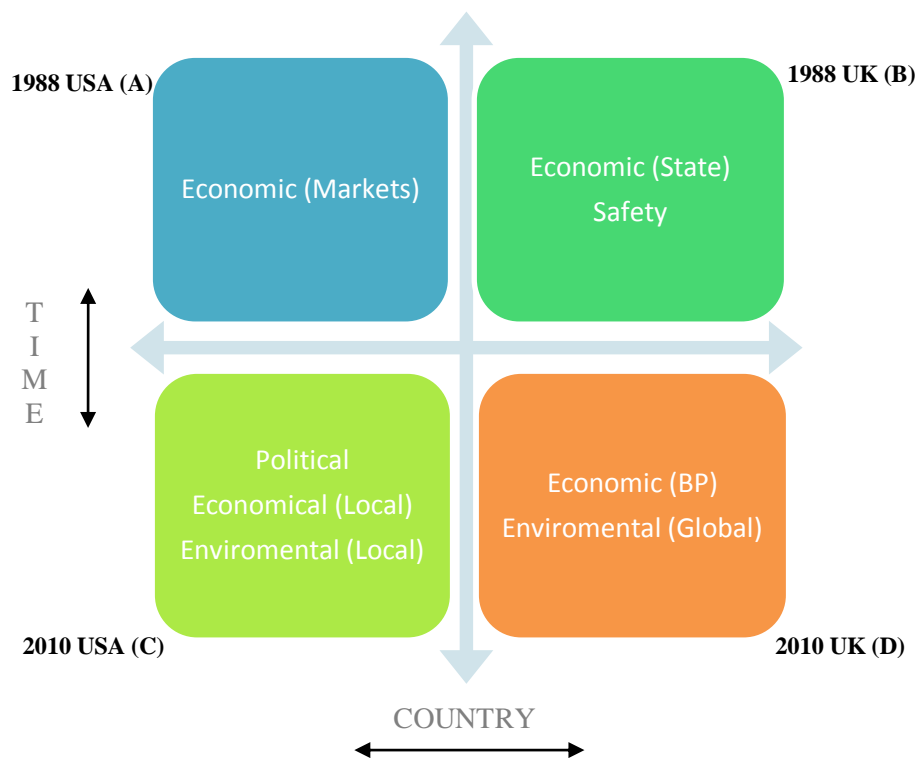 1988 USA (A)
1988 UK (B)
Economic (Markets)
Economic (State)
Safety
T
I
M
E
Political
Economical (Local)
Enviromental (Local)
Economic (BP)
Enviromental (Global)
2010 USA (C)
2010 UK (D)
COUNTRY